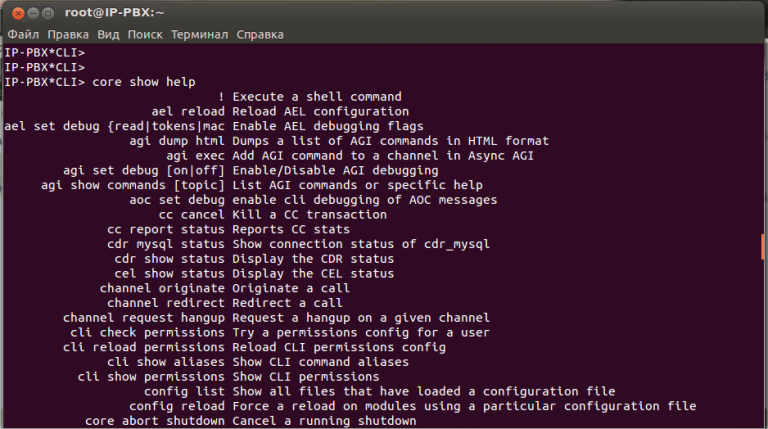 root@IP-PBX: ~
Файл Правка Вид Поиск Терминал Справка
IP-PBX*CLI>
IP-PBX*CLI>
IP-PBX*CLI> core show help
! Execute a shell command
ael reload Reload AEL configuration
ael set debug {read|tokens|mac Enable AEL debugging flags
agi dump html Dumps a list of AGI commands in HTML format
agi exec Add AGI command to a channel in Async AGI
agi set debug [on|off] Enable/Disable AGI debugging
agi show commands [topic] List AGI commands or specific help
aoc set debug enable cli debugging of AOC messages
cc cancel Kill a CC transaction
cc report status Reports CC stats
cdr mysql status Show connection status of cdr_mysql
cdr show status Display the CDR status
cel show status Display the CEL status
channel originate Originate a call
channel redirect Redirect a call
channel request hangup Request a hangup on a given channel
cli check permissions Try a permissions config for a user
cli reload permissions Reload CLI permissions config
cli show aliases Show CLI command aliases
cli show permissions Show CLI permissions
config list Show all files that have loaded a configuration file
config reload Force a reload on modules using a particular configuration file
core abort shutdown Cancel a running shutdown